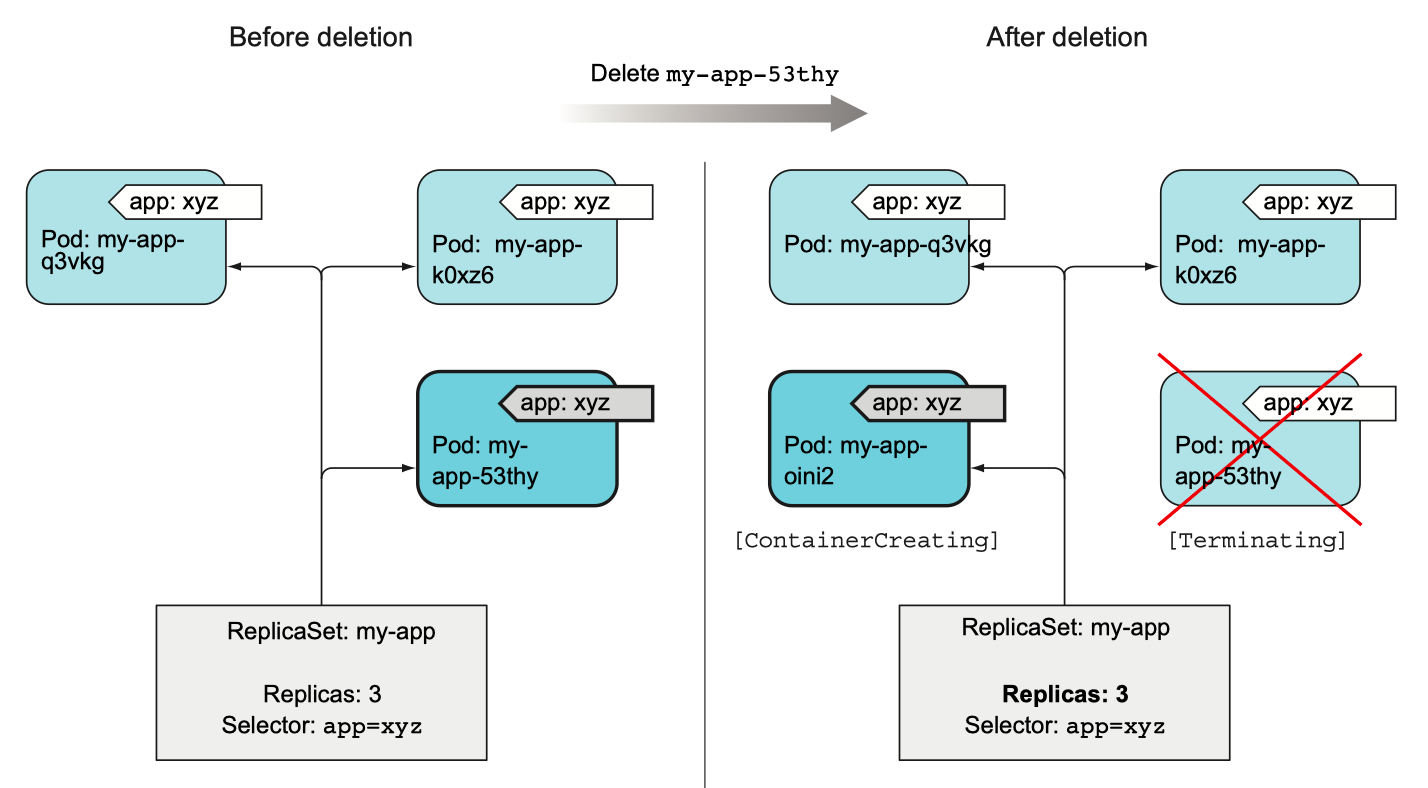 Before deletion
After deletion
Delete my-app-53thy
app: xyz
Pod: my-app-
q3vkg
app: xyz
Pod: my-app-
k0xz6
app: xyz
Pod: my-
app-53thy
ReplicaSet: my-app
Replicas: 3
Selector: app=xyz
app: xyz
Pod: my-app-q3vkg
app: xyz
Pod: my-app-
k0xz6
app: xyz
Pod: my-app-
oini2
[ContainerCreating]
app: xyz
Pod: my-
app-53thy
[Terminating]
ReplicaSet: my-app
Replicas: 3
Selector: app=xyz